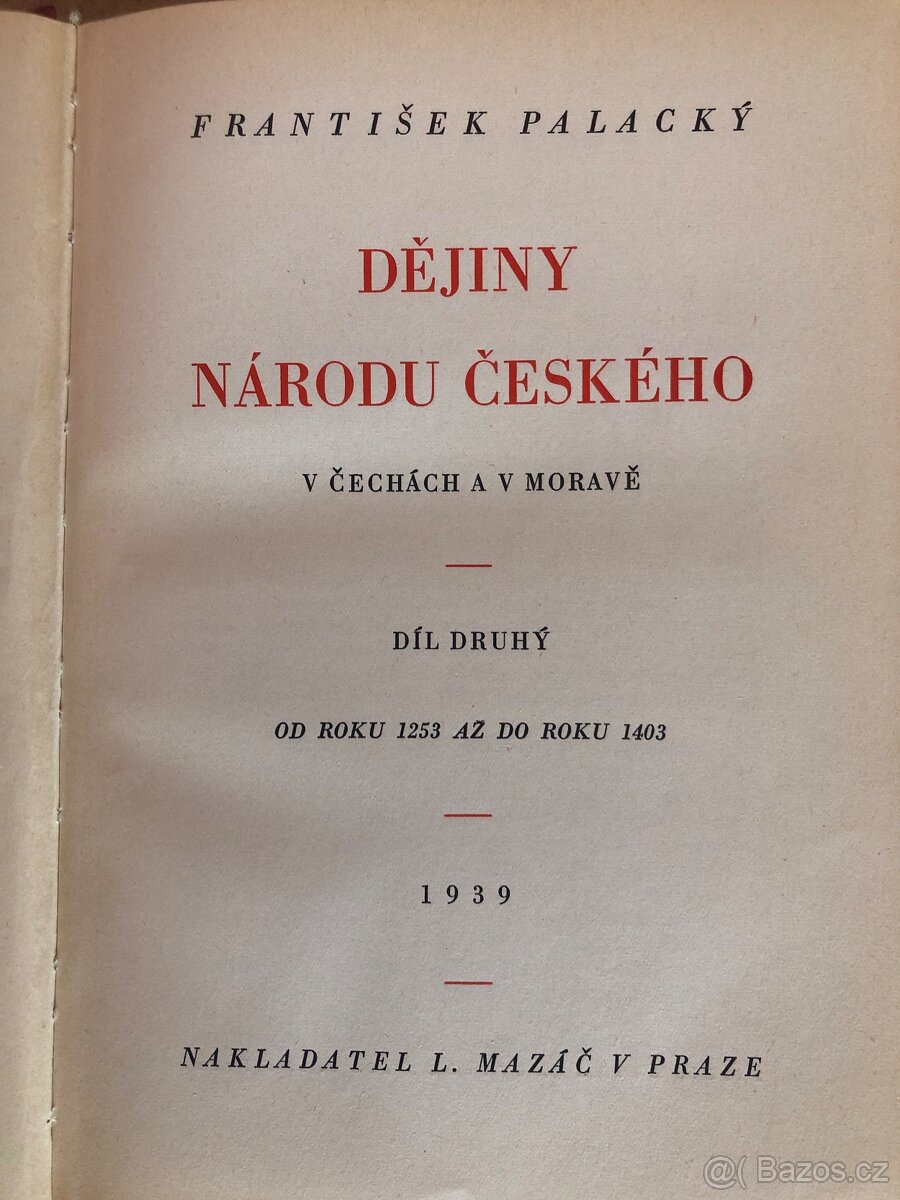 FRANTIŠEK PALACKÝ
DĚJINY
NÁRODU ČESKÉHO
V ČECHÁCH A V MORAVĚ
DÍL DRUHÝ
OD ROKU 1253 AŽ DO ROKU 1403
1939
NAKLADATEL L. MAZÁČ V PRAZE
@( Bazos.cz